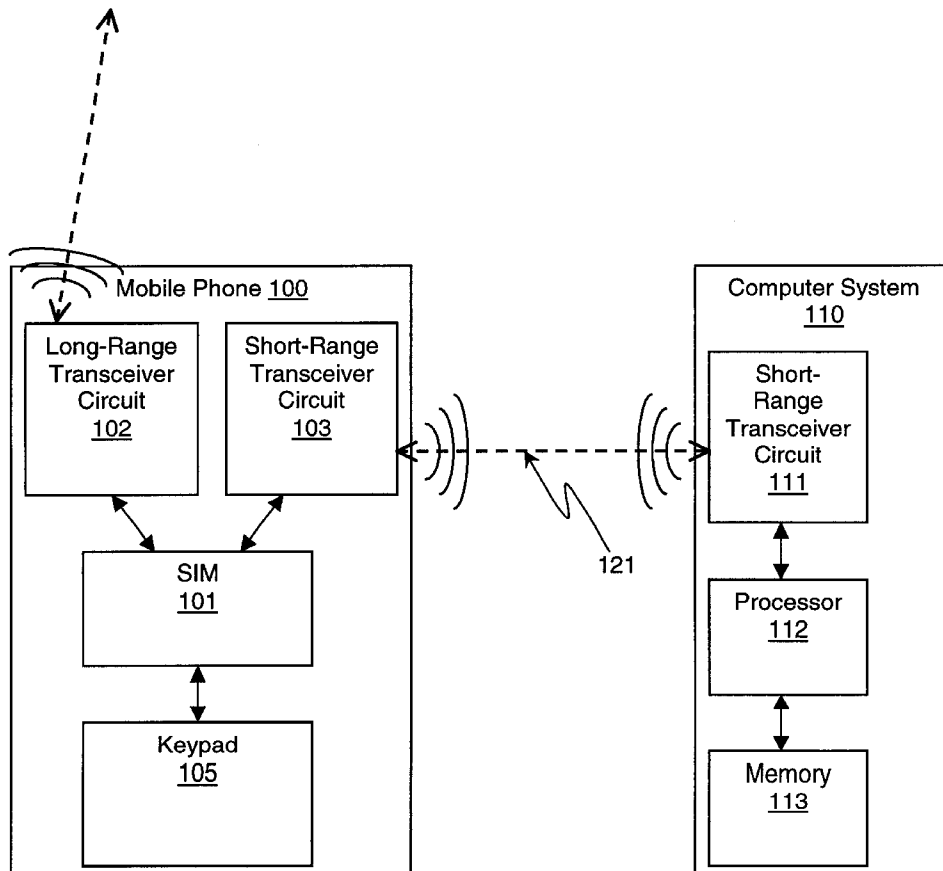 Mobile Phone 100
Long-Range
Transceiver
Circuit
102
Short-Range
Transceiver
Circuit
103
SIM
101
Keypad
105
121
Computer System
110
Short-
Range
Transceiver
Circuit
111
Processor
112
Memory
113